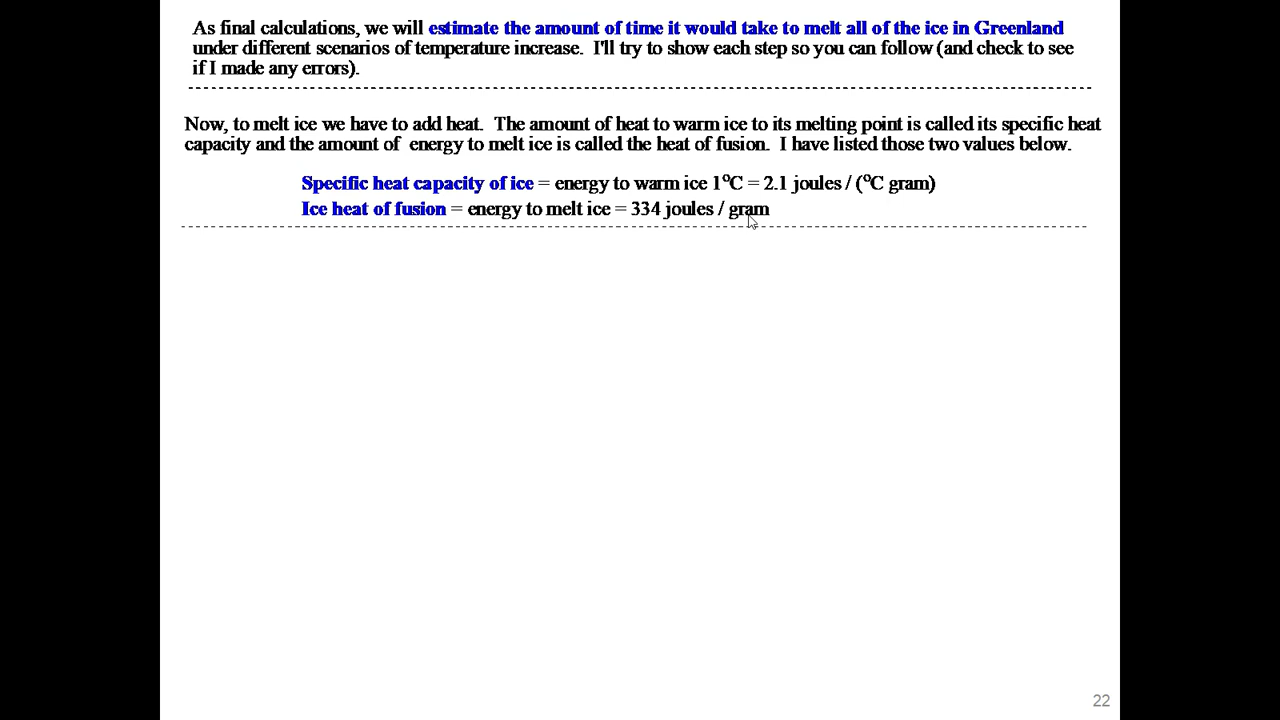 As final calculations, we will estimate the amount of time it would take to melt all of the ice in Greenland
under different scenarios of temperature increase.  I'll try to show each step so you can follow (and check to see
if I made any errors).
Now, to melt ice we have to add heat.  The amount of heat to warm ice to its melting point is called its specific heat
capacity and the amount of  energy to melt ice is called the heat of fusion.  I have listed those two values below.
Specific heat capacity of ice = energy to warm ice 1°C = 2.1 joules / (°C gram)
Ice heat of fusion = energy to melt ice = 334 joules / gram
22